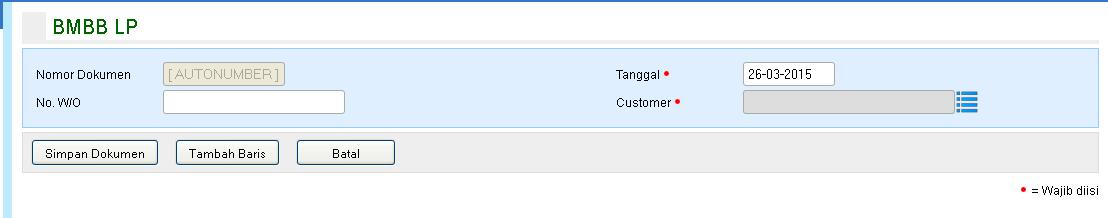 BMBB LP
Nomor Dokumen [AUTONUMBER] Tanggal • 26-03-2015
No. W/O Customer •
Simpan Dokumen Tambah Baris Batal
• = Wajib diisi